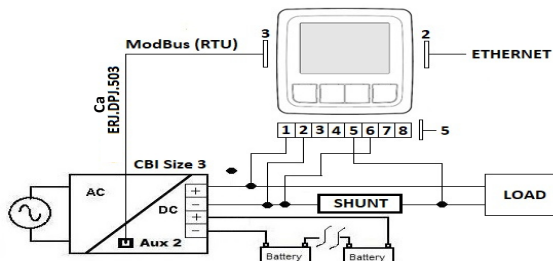 3
2
ModBus (RTU)
ETHERNET
Ca
ERJ.DPJ.503
1 2 3 4 5 6 7 8
5
CBI Size 3
AC
DC
+
−
+
−
Aux 2
SHUNT
LOAD
Battery
Battery